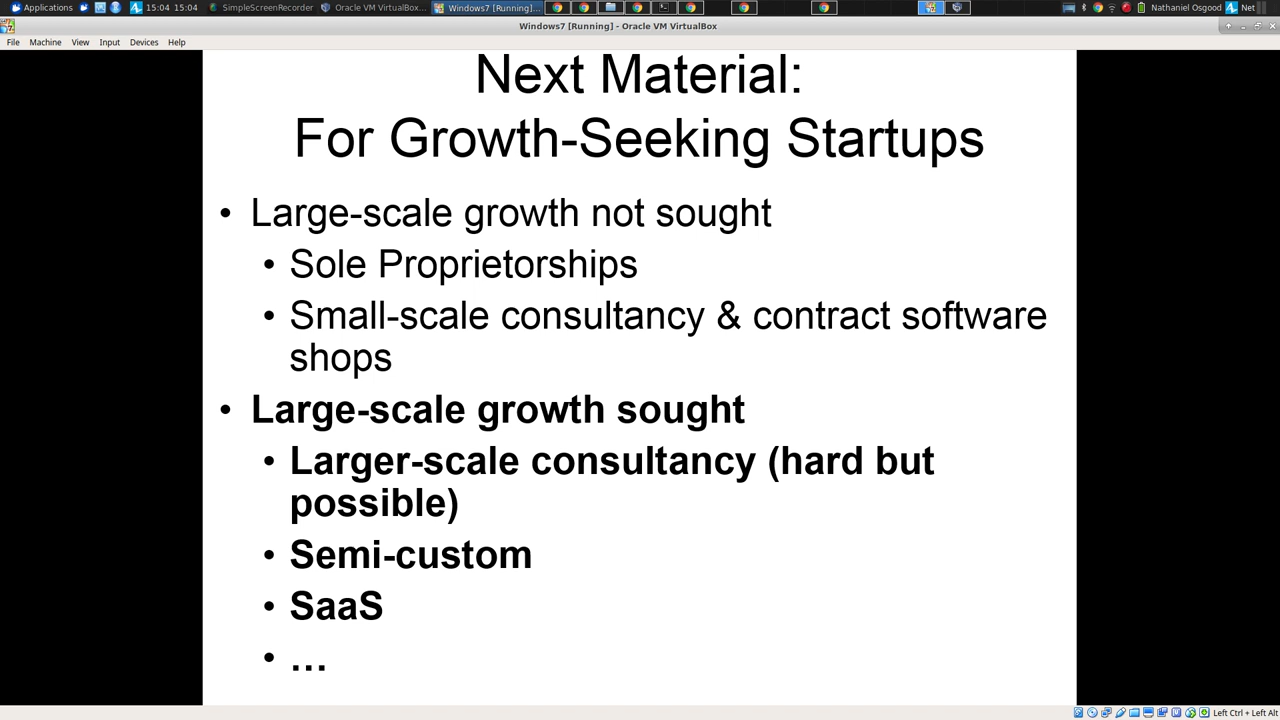 Applications 15:04 15:04 SimpleScreenRecorder Oracle VM VirtualBox... Windows7 [Running]... Nathaniel Osgood Net
Windows7 [Running] - Oracle VM VirtualBox
File Machine View Input Devices Help
Next Material:
For Growth-Seeking Startups
• Large-scale growth not sought
• Sole Proprietorships
• Small-scale consultancy & contract software
shops
• Large-scale growth sought
• Larger-scale consultancy (hard but
possible)
• Semi-custom
• SaaS
• ...
Left Ctrl + Left Alt